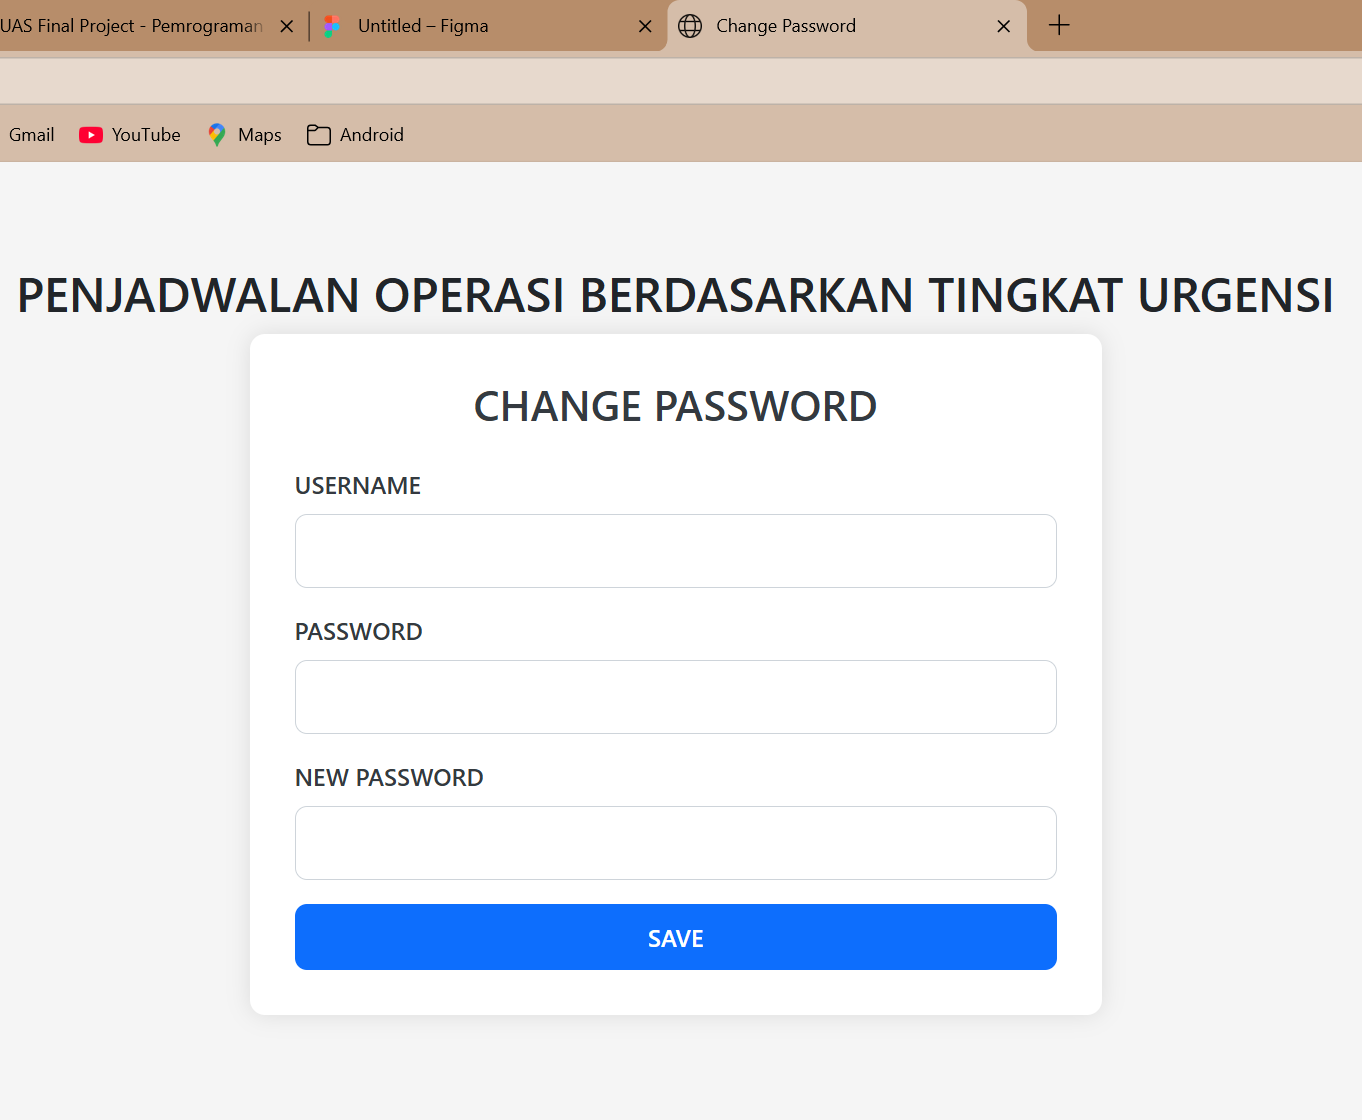 UAS Final Project - Pemrograman
Untitled – Figma
Change Password
Gmail
YouTube
Maps
Android
PENJADWALAN OPERASI BERDASARKAN TINGKAT URGENSI
CHANGE PASSWORD
USERNAME
PASSWORD
NEW PASSWORD
SAVE